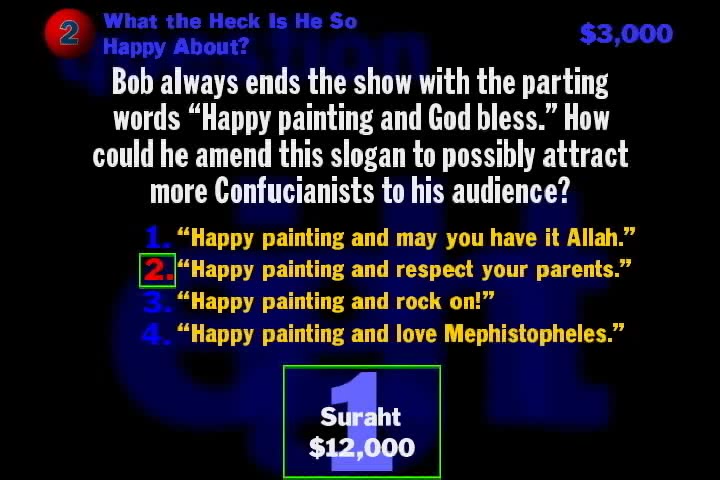 2
What the Heck Is He So
Happy About?
$3,000
Bob always ends the show with the parting
words “Happy painting and God bless.” How
could he amend this slogan to possibly attract
more Confucianists to his audience?
1. “Happy painting and may you have it Allah.”
2. “Happy painting and respect your parents.”
3. “Happy painting and rock on!”
4. “Happy painting and love Mephistopheles.”
1
Suraht
$12,000